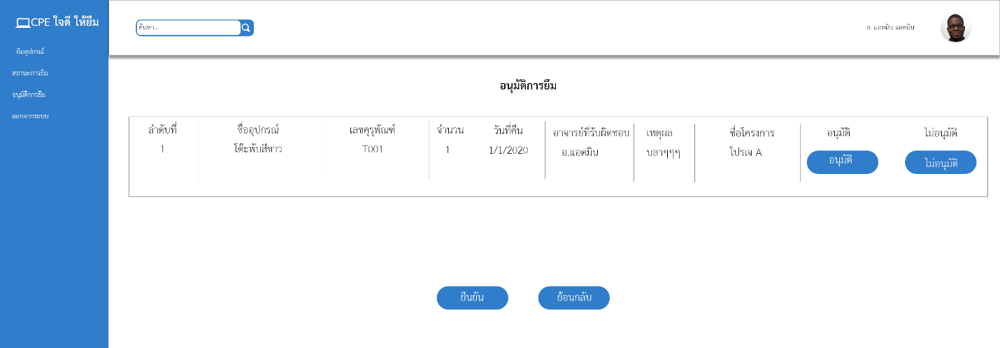 CPE ใจดี ให้ยืม
ยืมอุปกรณ์
สถานะการยืม
อนุมัติการยืม
ออกจากระบบ
ค้นหา...
อ. แอดมิน แอดมิน
อนุมัติการยืม
ลำดับที่ ชื่ออุปกรณ์ เลขคุรุพัณฑ์ จำนวน วันที่คืน อาจารย์ที่รับผิดชอบ เหตุผล ชื่อโครงการ อนุมัติ ไม่อนุมัติ
1 โต๊ะพับสีขาว T001 1 1/1/2020 อ.แอดมิน บลาๆๆๆ โปรเจ A อนุมัติ ไม่อนุมัติ
ยืนยัน ย้อนกลับ